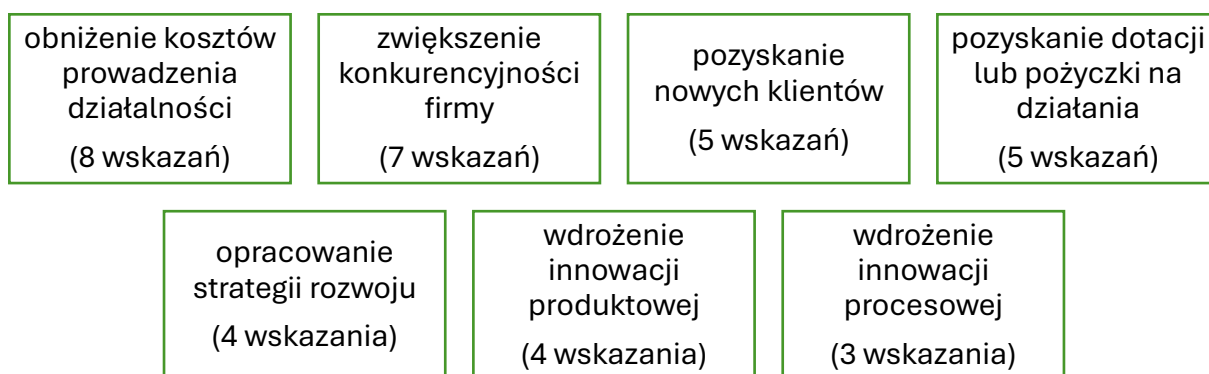 obniżenie kosztów
prowadzenia
działalności
(8 wskazań)
zwiększenie
konkurencyjności
firmy
(7 wskazań)
pozyskanie
nowych klientów
(5 wskazań)
pozyskanie dotacji
lub pożyczki na
działania
(5 wskazań)
opracowanie
strategii rozwoju
(4 wskazania)
wdrożenie
innowacji
produktowej
(4 wskazania)
wdrożenie
innowacji
procesowej
(3 wskazania)